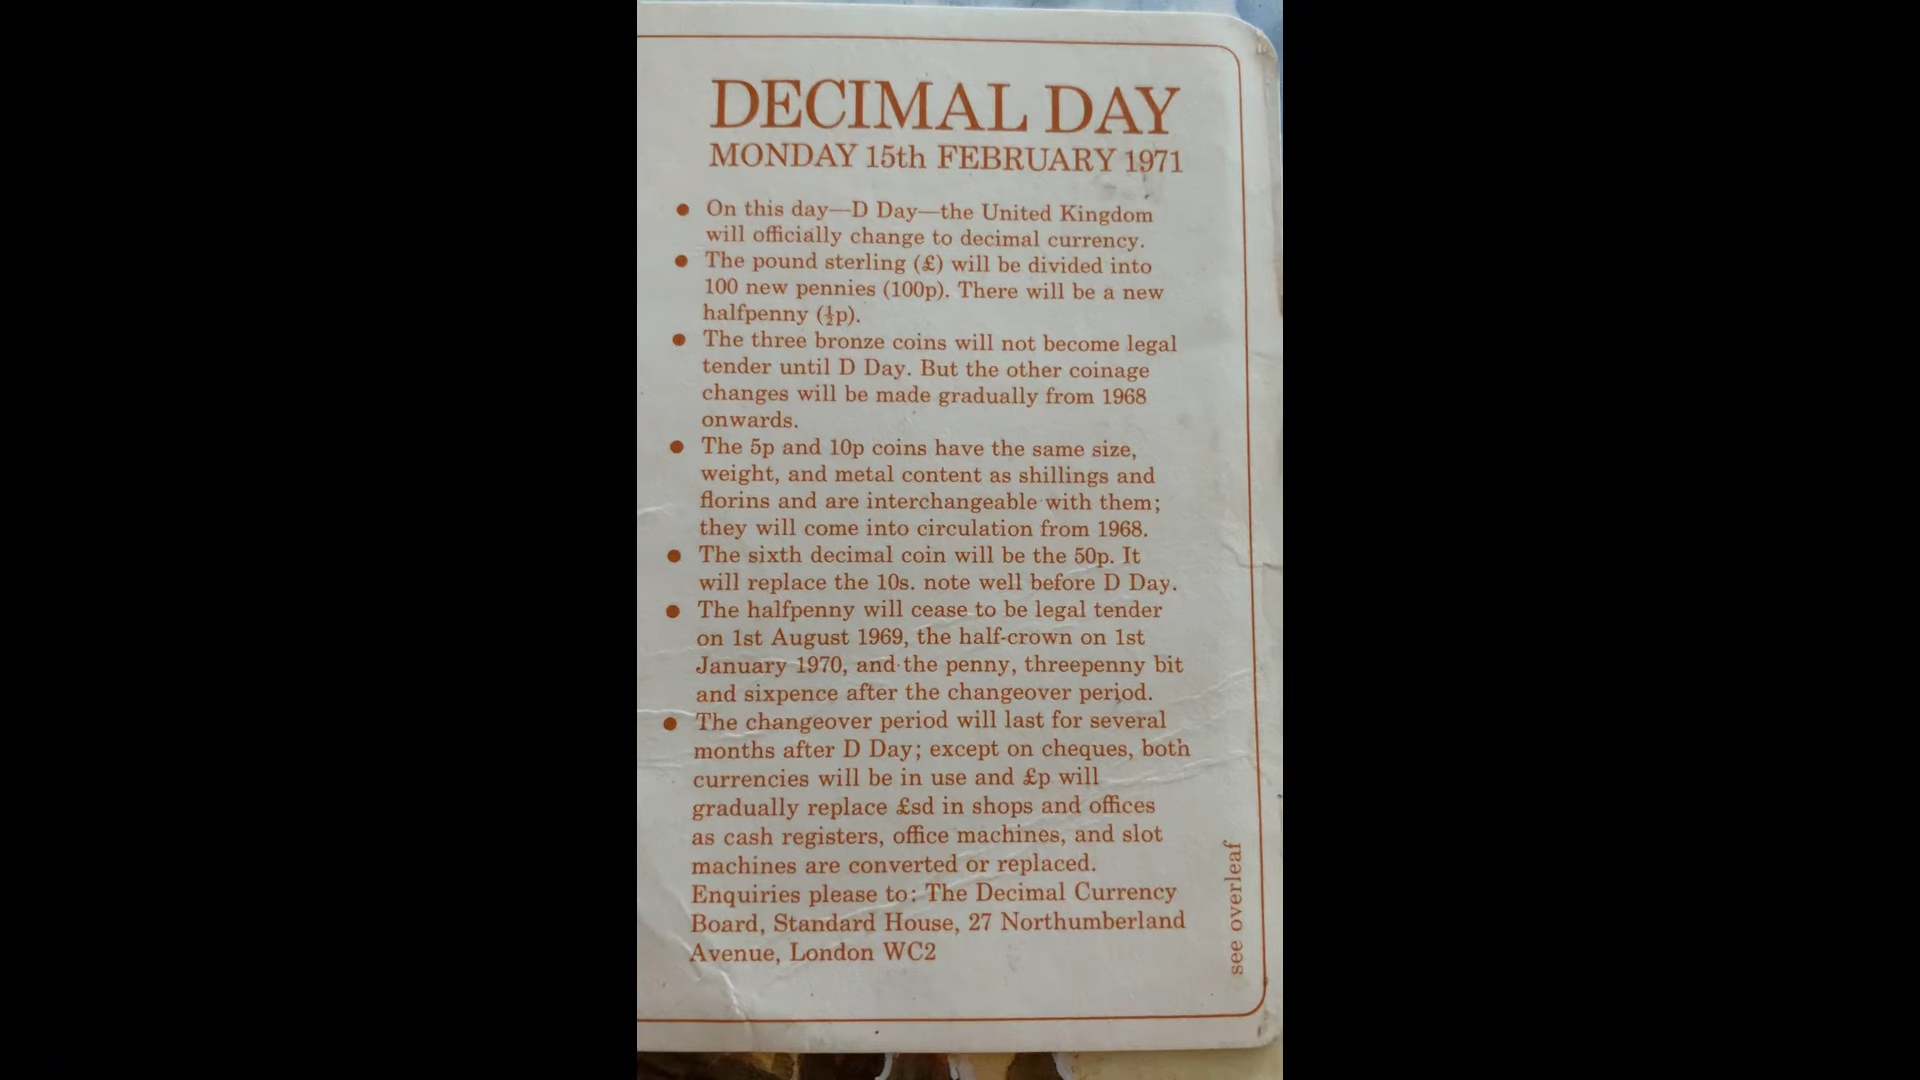 DECIMAL DAY
MONDAY 15th FEBRUARY 1971
● On this day—D Day—the United Kingdom
will officially change to decimal currency.
● The pound sterling (£) will be divided into
100 new pennies (100p). There will be a new
halfpenny (½p).
● The three bronze coins will not become legal
tender until D Day. But the other coinage
changes will be made gradually from 1968
onwards.
● The 5p and 10p coins have the same size,
weight, and metal content as shillings and
florins and are interchangeable with them;
they will come into circulation from 1968.
● The sixth decimal coin will be the 50p. It
will replace the 10s. note well before D Day.
● The halfpenny will cease to be legal tender
on 1st August 1969, the half-crown on 1st
January 1970, and the penny, threepenny bit
and sixpence after the changeover period.
● The changeover period will last for several
months after D Day; except on cheques, both
currencies will be in use and £p will
gradually replace £sd in shops and offices
as cash registers, office machines, and slot
machines are converted or replaced.
Enquiries please to: The Decimal Currency
Board, Standard House, 27 Northumberland
Avenue, London WC2
see overleaf